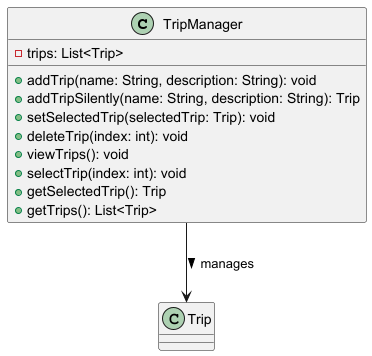 C TripManager
trips: List<Trip>
addTrip(name: String, description: String): void
addTripSilently(name: String, description: String): Trip
setSelectedTrip(selectedTrip: Trip): void
deleteTrip(index: int): void
viewTrips(): void
selectTrip(index: int): void
getSelectedTrip(): Trip
getTrips(): List<Trip>
manages
C Trip